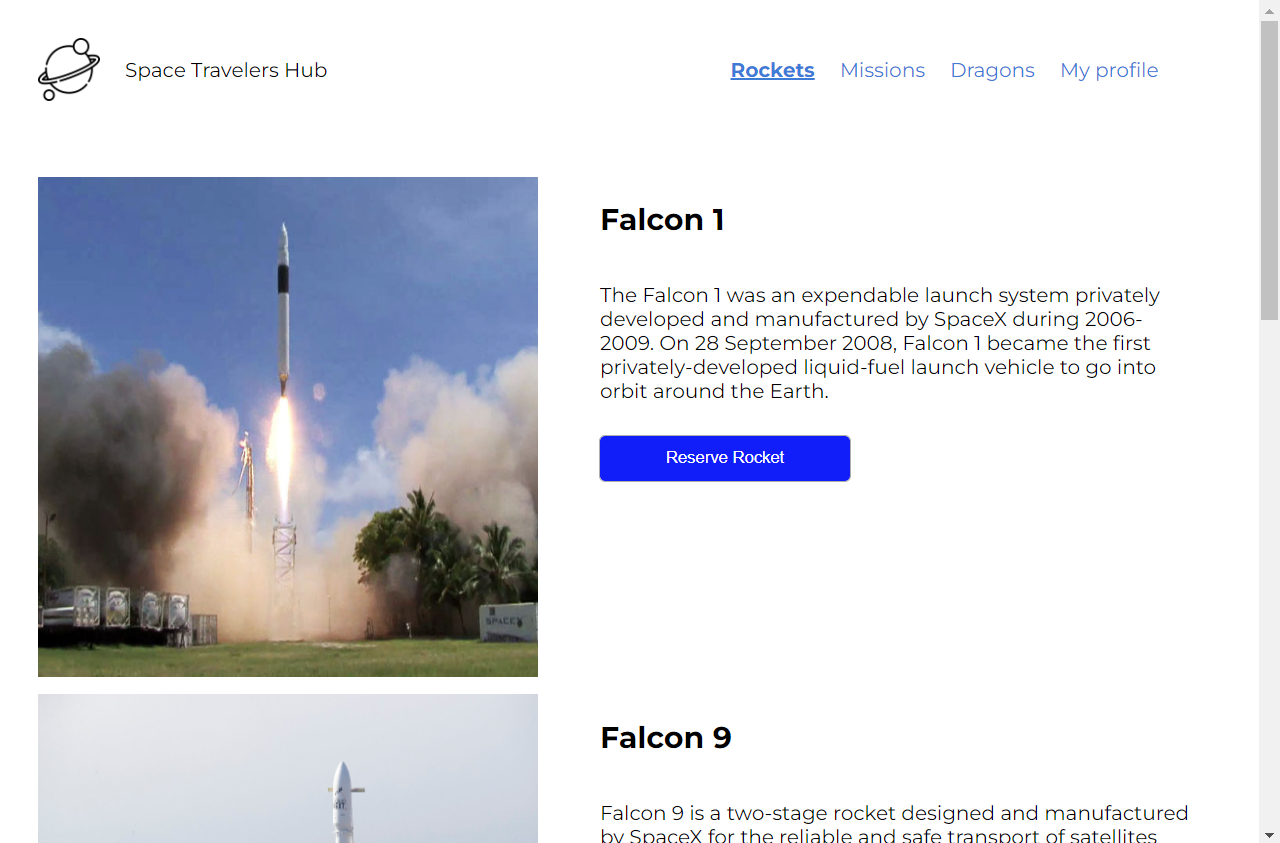 Space Travelers Hub
Rockets Missions Dragons My profile
Falcon 1
The Falcon 1 was an expendable launch system privately
developed and manufactured by SpaceX during 2006-
2009. On 28 September 2008, Falcon 1 became the first
privately-developed liquid-fuel launch vehicle to go into
orbit around the Earth.
Reserve Rocket
SPACEX
Falcon 9
Falcon 9 is a two-stage rocket designed and manufactured
by SpaceX for the reliable and safe transport of satellites